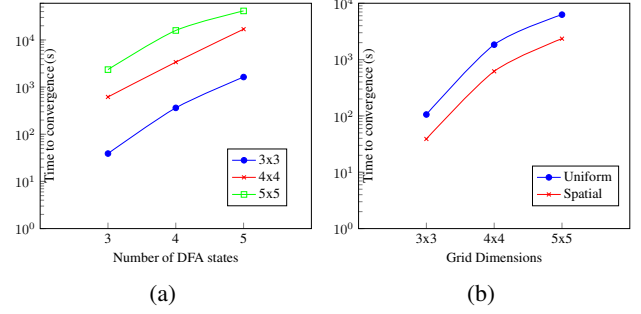 Time to convergence (s)
10^4
10^3
10^2
10^1
10^0
3
4
5
Number of DFA states
3x3
4x4
5x5
(a)
Time to convergence (s)
10^4
10^3
10^2
10^1
10^0
3x3
4x4
5x5
Grid Dimensions
Uniform
Spatial
(b)